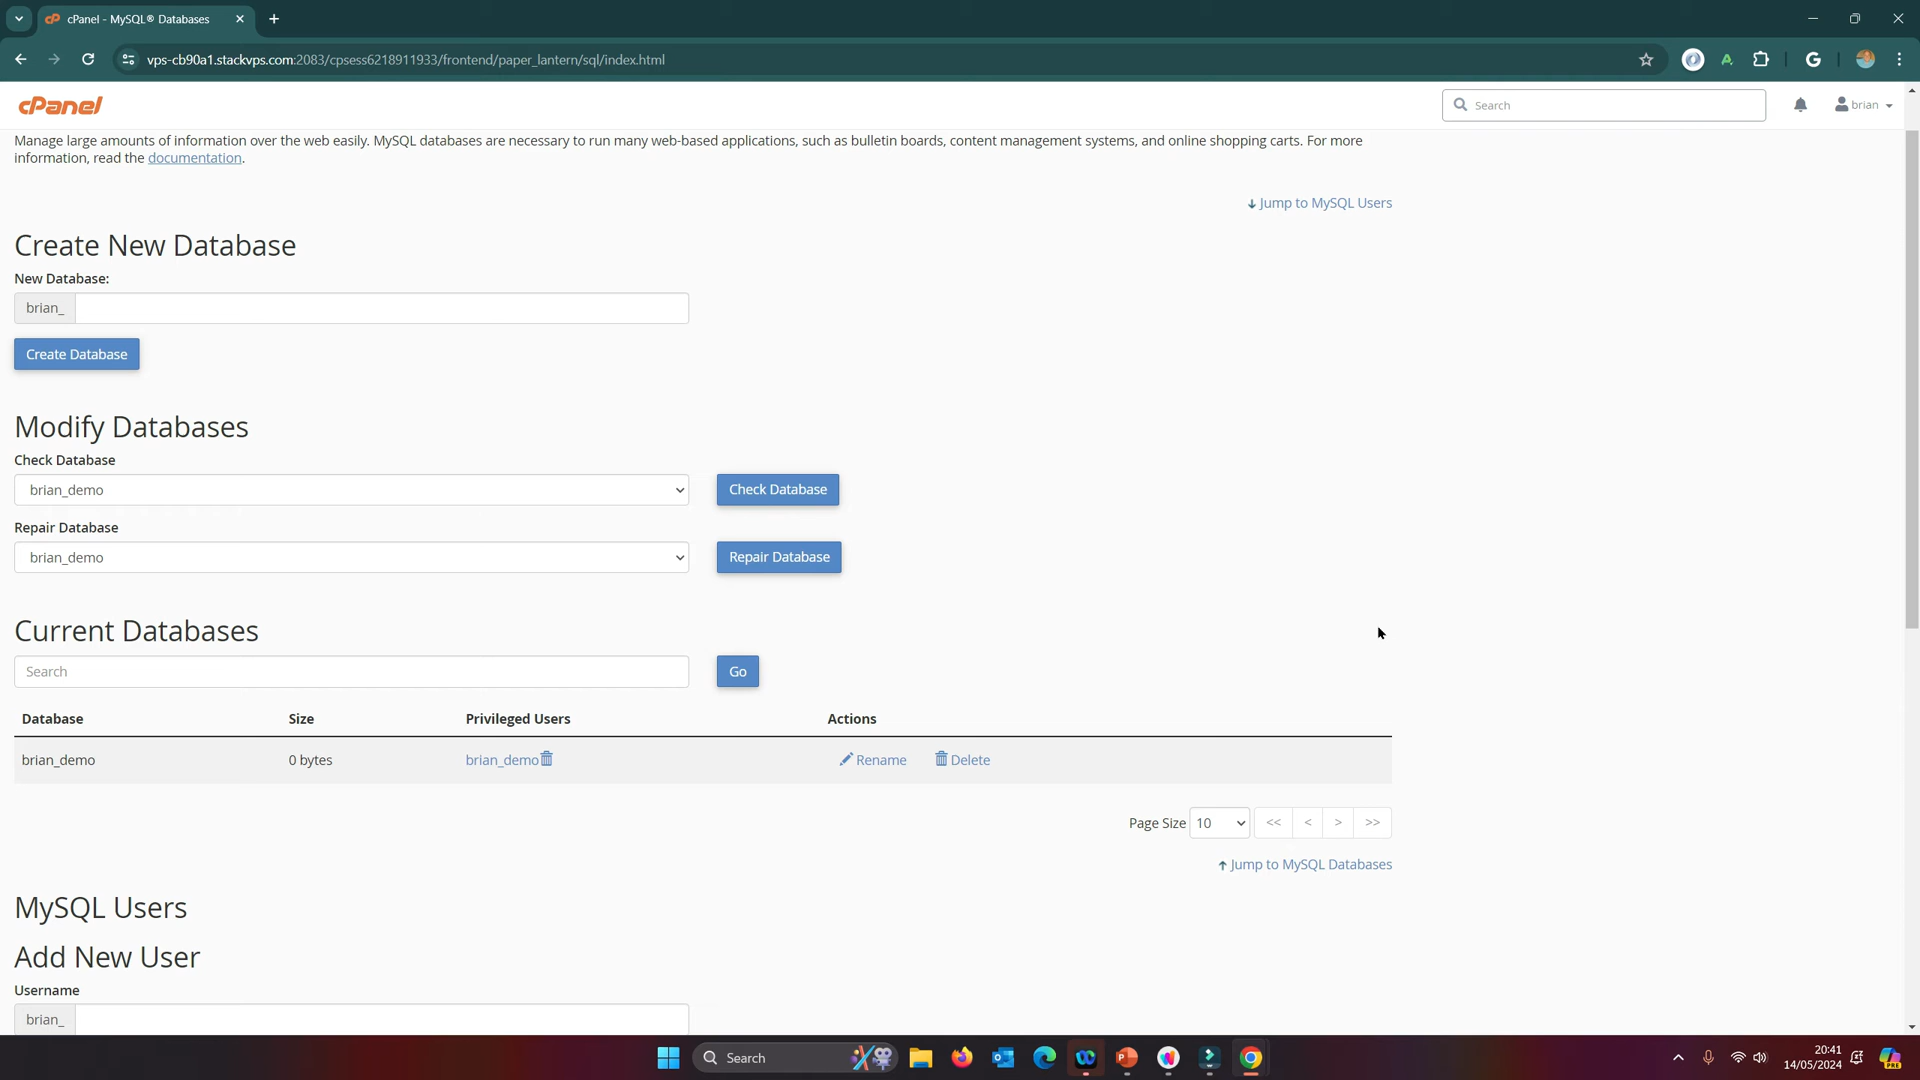 cPanel - MySQL® Databases
vps-cb90a1.stackvps.com:2083/cpsess6218911933/frontend/paper_lantern/sql/index.html
cPanel
Search
brian
Manage large amounts of information over the web easily. MySQL databases are necessary to run many web-based applications, such as bulletin boards, content management systems, and online shopping carts. For more
information, read the documentation.
Jump to MySQL Users
Create New Database
New Database:
brian_
Create Database
Modify Databases
Check Database
brian_demo
Check Database
Repair Database
brian_demo
Repair Database
Current Databases
Search
Go
Database Size Privileged Users Actions
brian_demo 0 bytes brian_demo Rename Delete
Page Size 10 << < > >>
Jump to MySQL Databases
MySQL Users
Add New User
Username
brian_
Search
20:41
14/05/2024